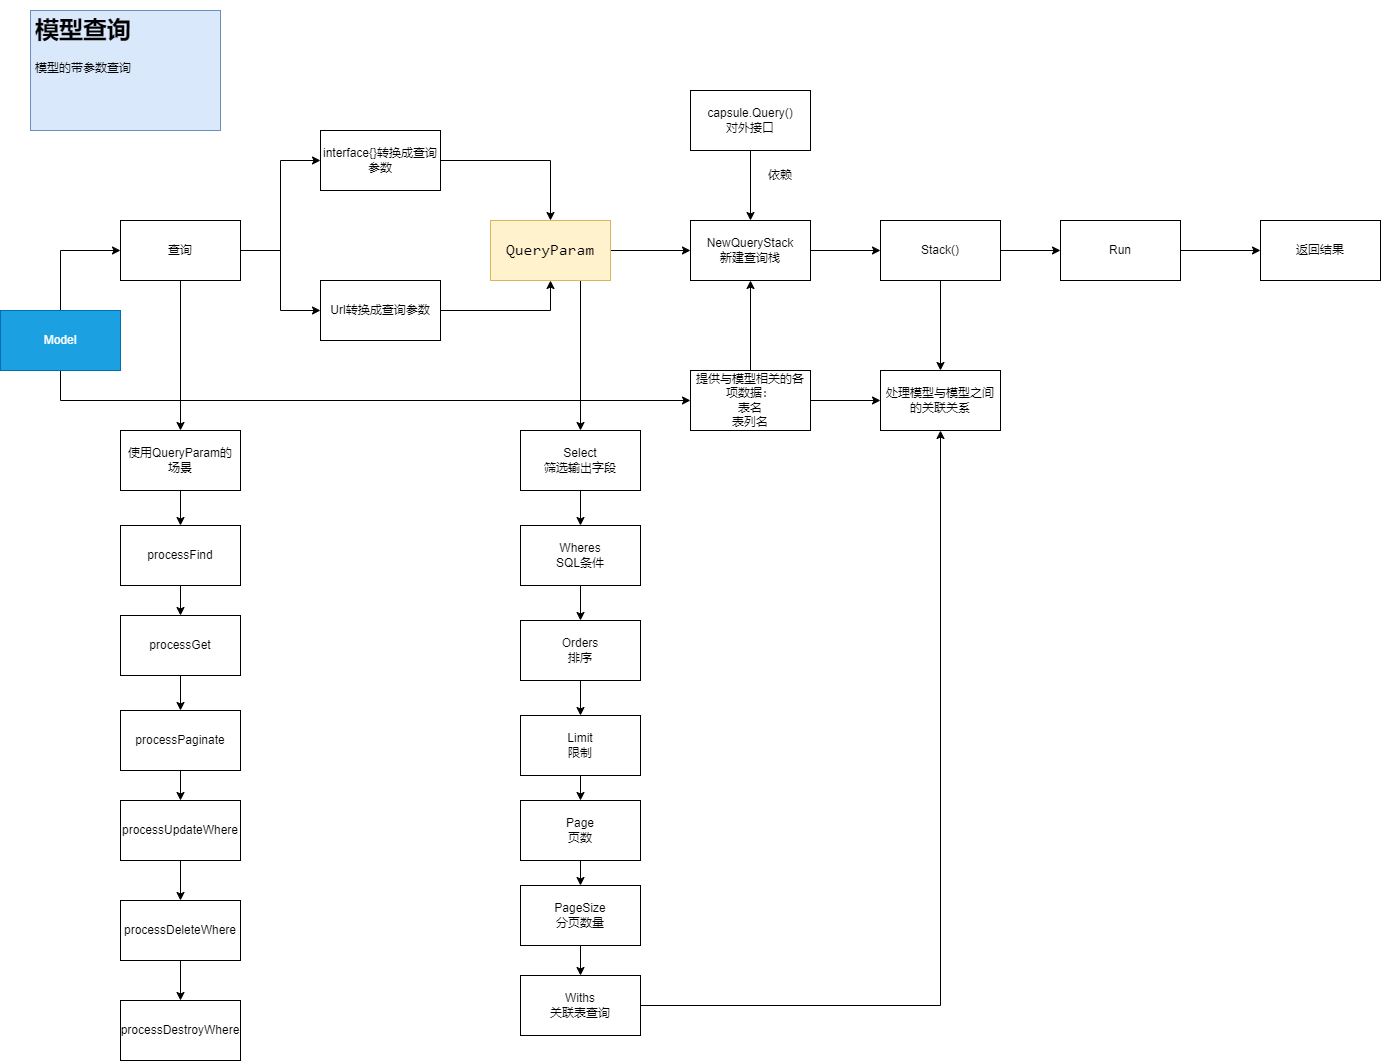 模型查询
模型的带参数查询
capsule.Query()
对外接口
依赖
interface{}转换成查询
参数
查询
QueryParam
NewQueryStack
新建查询栈
Stack()
Run
返回结果
Url转换成查询参数
Model
提供与模型相关的各
项数据：
表名
表列名
处理模型与模型之间
的关联关系
使用QueryParam的
场景
processFind
processGet
processPaginate
processUpdateWhere
processDeleteWhere
processDestroyWhere
Select
筛选输出字段
Wheres
SQL条件
Orders
排序
Limit
限制
Page
页数
PageSize
分页数量
Withs
关联表查询